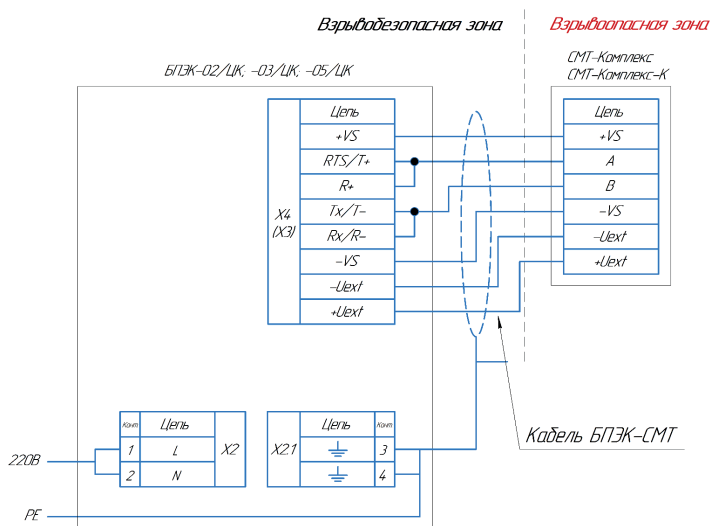 Взрывобезопасная зона
Взрывоопасная зона
БПЭК-02/ЦК; -03/ЦК; -05/ЦК
СМТ-Комплекс
СМТ-Комплекс-К
X4
(X3)
Цепь
+VS
RTS/T+
R+
Tx/T-
Rx/R-
-VS
-Uext
+Uext
Цепь
+VS
A
B
-VS
-Uext
+Uext
Конт
Цепь
X2
1
L
2
N
X2.1
Цепь
Конт
3
4
220В
PE
Кабель БПЭК-СМТ